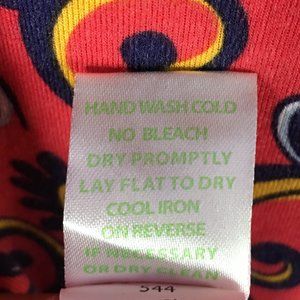 HAND WASH COLD
NO BLEACH
DRY PROMPTLY
LAY FLAT TO DRY
COOL IRON
ON REVERSE
IF NECESSARY
OR DRY CLEAN
544